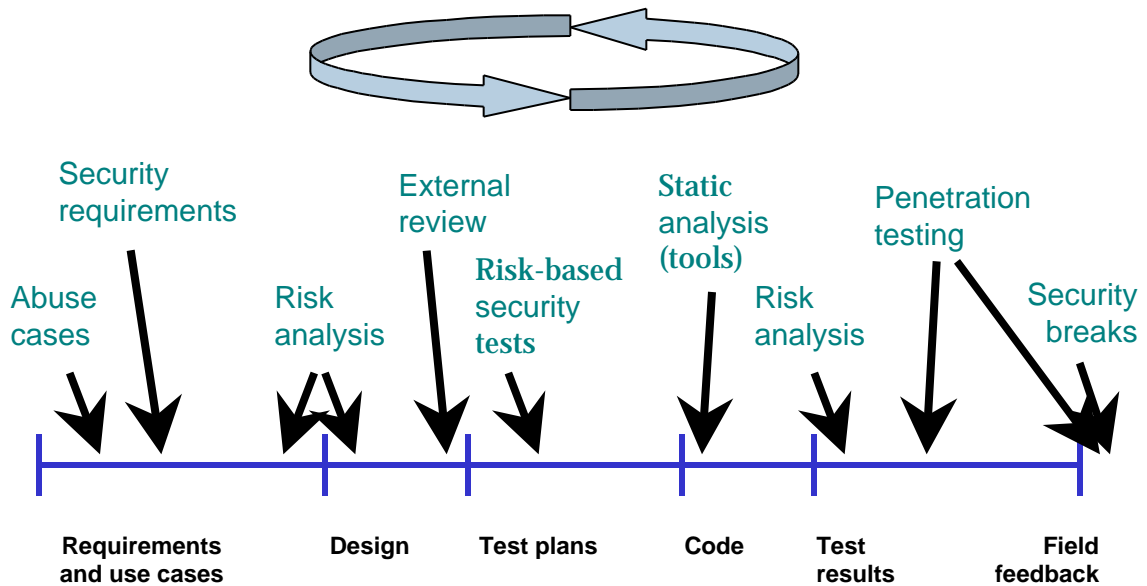 Security
requirements
External
review
Static
analysis
(tools)
Penetration
testing
Abuse
cases
Risk
analysis
Risk-based
security
tests
Risk
analysis
Security
breaks
Requirements
and use cases
Design
Test plans
Code
Test
results
Field
feedback